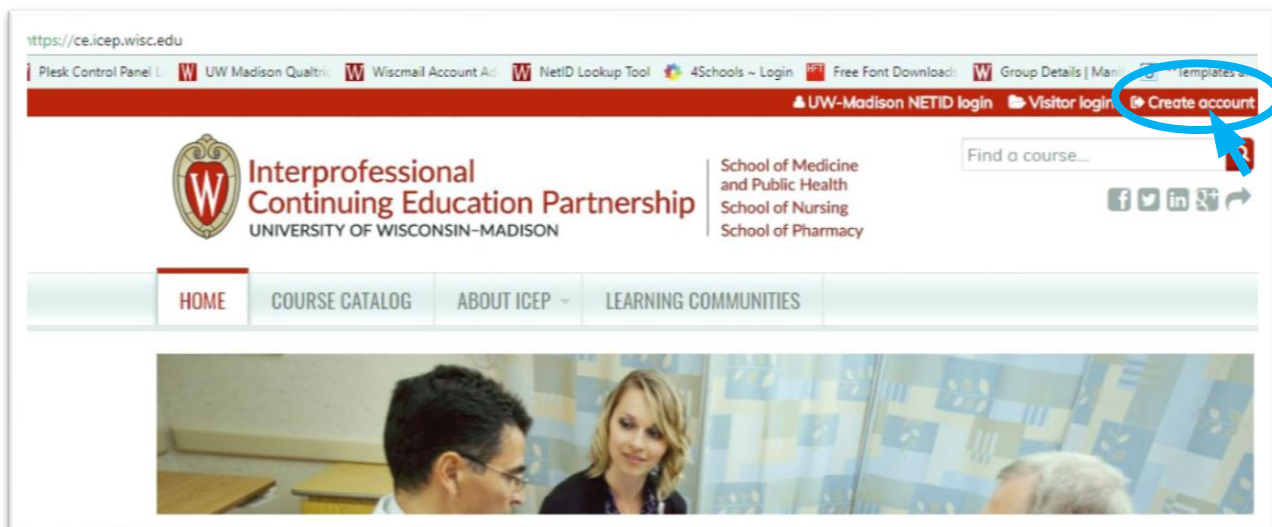 https://ce.icep.wisc.edu
Plesk Control Panel L UW Madison Qualtric Wiscmail Account Ad NetID Lookup Tool 4Schools ~ Login HFT Free Font Downloads Group Details | Mani Templates a
UW-Madison NETID login Visitor login Create account
W
Interprofessional
Continuing Education Partnership
UNIVERSITY OF WISCONSIN–MADISON
School of Medicine
and Public Health
School of Nursing
School of Pharmacy
Find a course...
HOME COURSE CATALOG ABOUT ICEP LEARNING COMMUNITIES